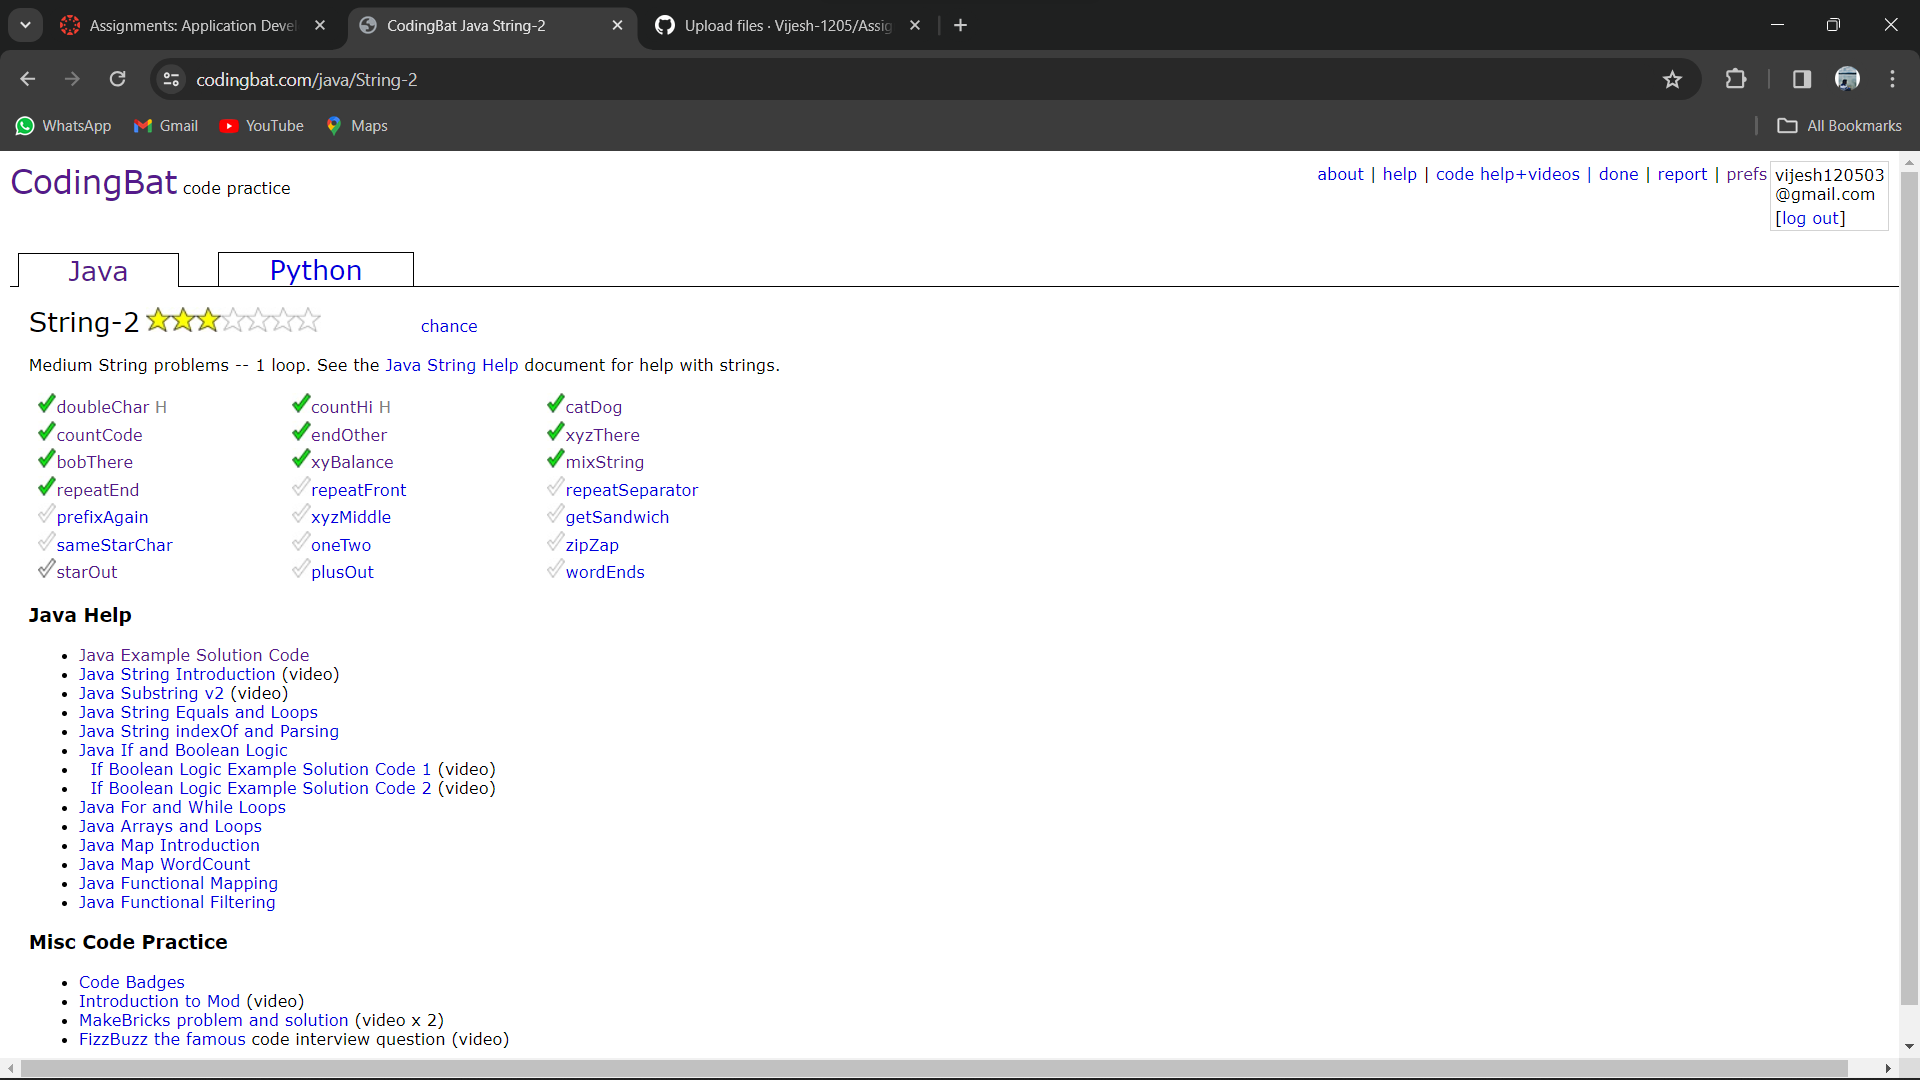 Assignments: Application Devel
CodingBat Java String-2
Upload files · Vijesh-1205/Assig
codingbat.com/java/String-2
WhatsApp
Gmail
YouTube
Maps
All Bookmarks
CodingBat code practice
about | help | code help+videos | done | report | prefs
vijesh120503
@gmail.com
[log out]
Java
Python
String-2
chance
Medium String problems -- 1 loop. See the Java String Help document for help with strings.
doubleChar H
countHi H
catDog
countCode
endOther
xyzThere
bobThere
xyBalance
mixString
repeatEnd
repeatFront
repeatSeparator
prefixAgain
xyzMiddle
getSandwich
sameStarChar
oneTwo
zipZap
starOut
plusOut
wordEnds
Java Help
Java Example Solution Code
Java String Introduction (video)
Java Substring v2 (video)
Java String Equals and Loops
Java String indexOf and Parsing
Java If and Boolean Logic
If Boolean Logic Example Solution Code 1 (video)
If Boolean Logic Example Solution Code 2 (video)
Java For and While Loops
Java Arrays and Loops
Java Map Introduction
Java Map WordCount
Java Functional Mapping
Java Functional Filtering
Misc Code Practice
Code Badges
Introduction to Mod (video)
MakeBricks problem and solution (video x 2)
FizzBuzz the famous code interview question (video)